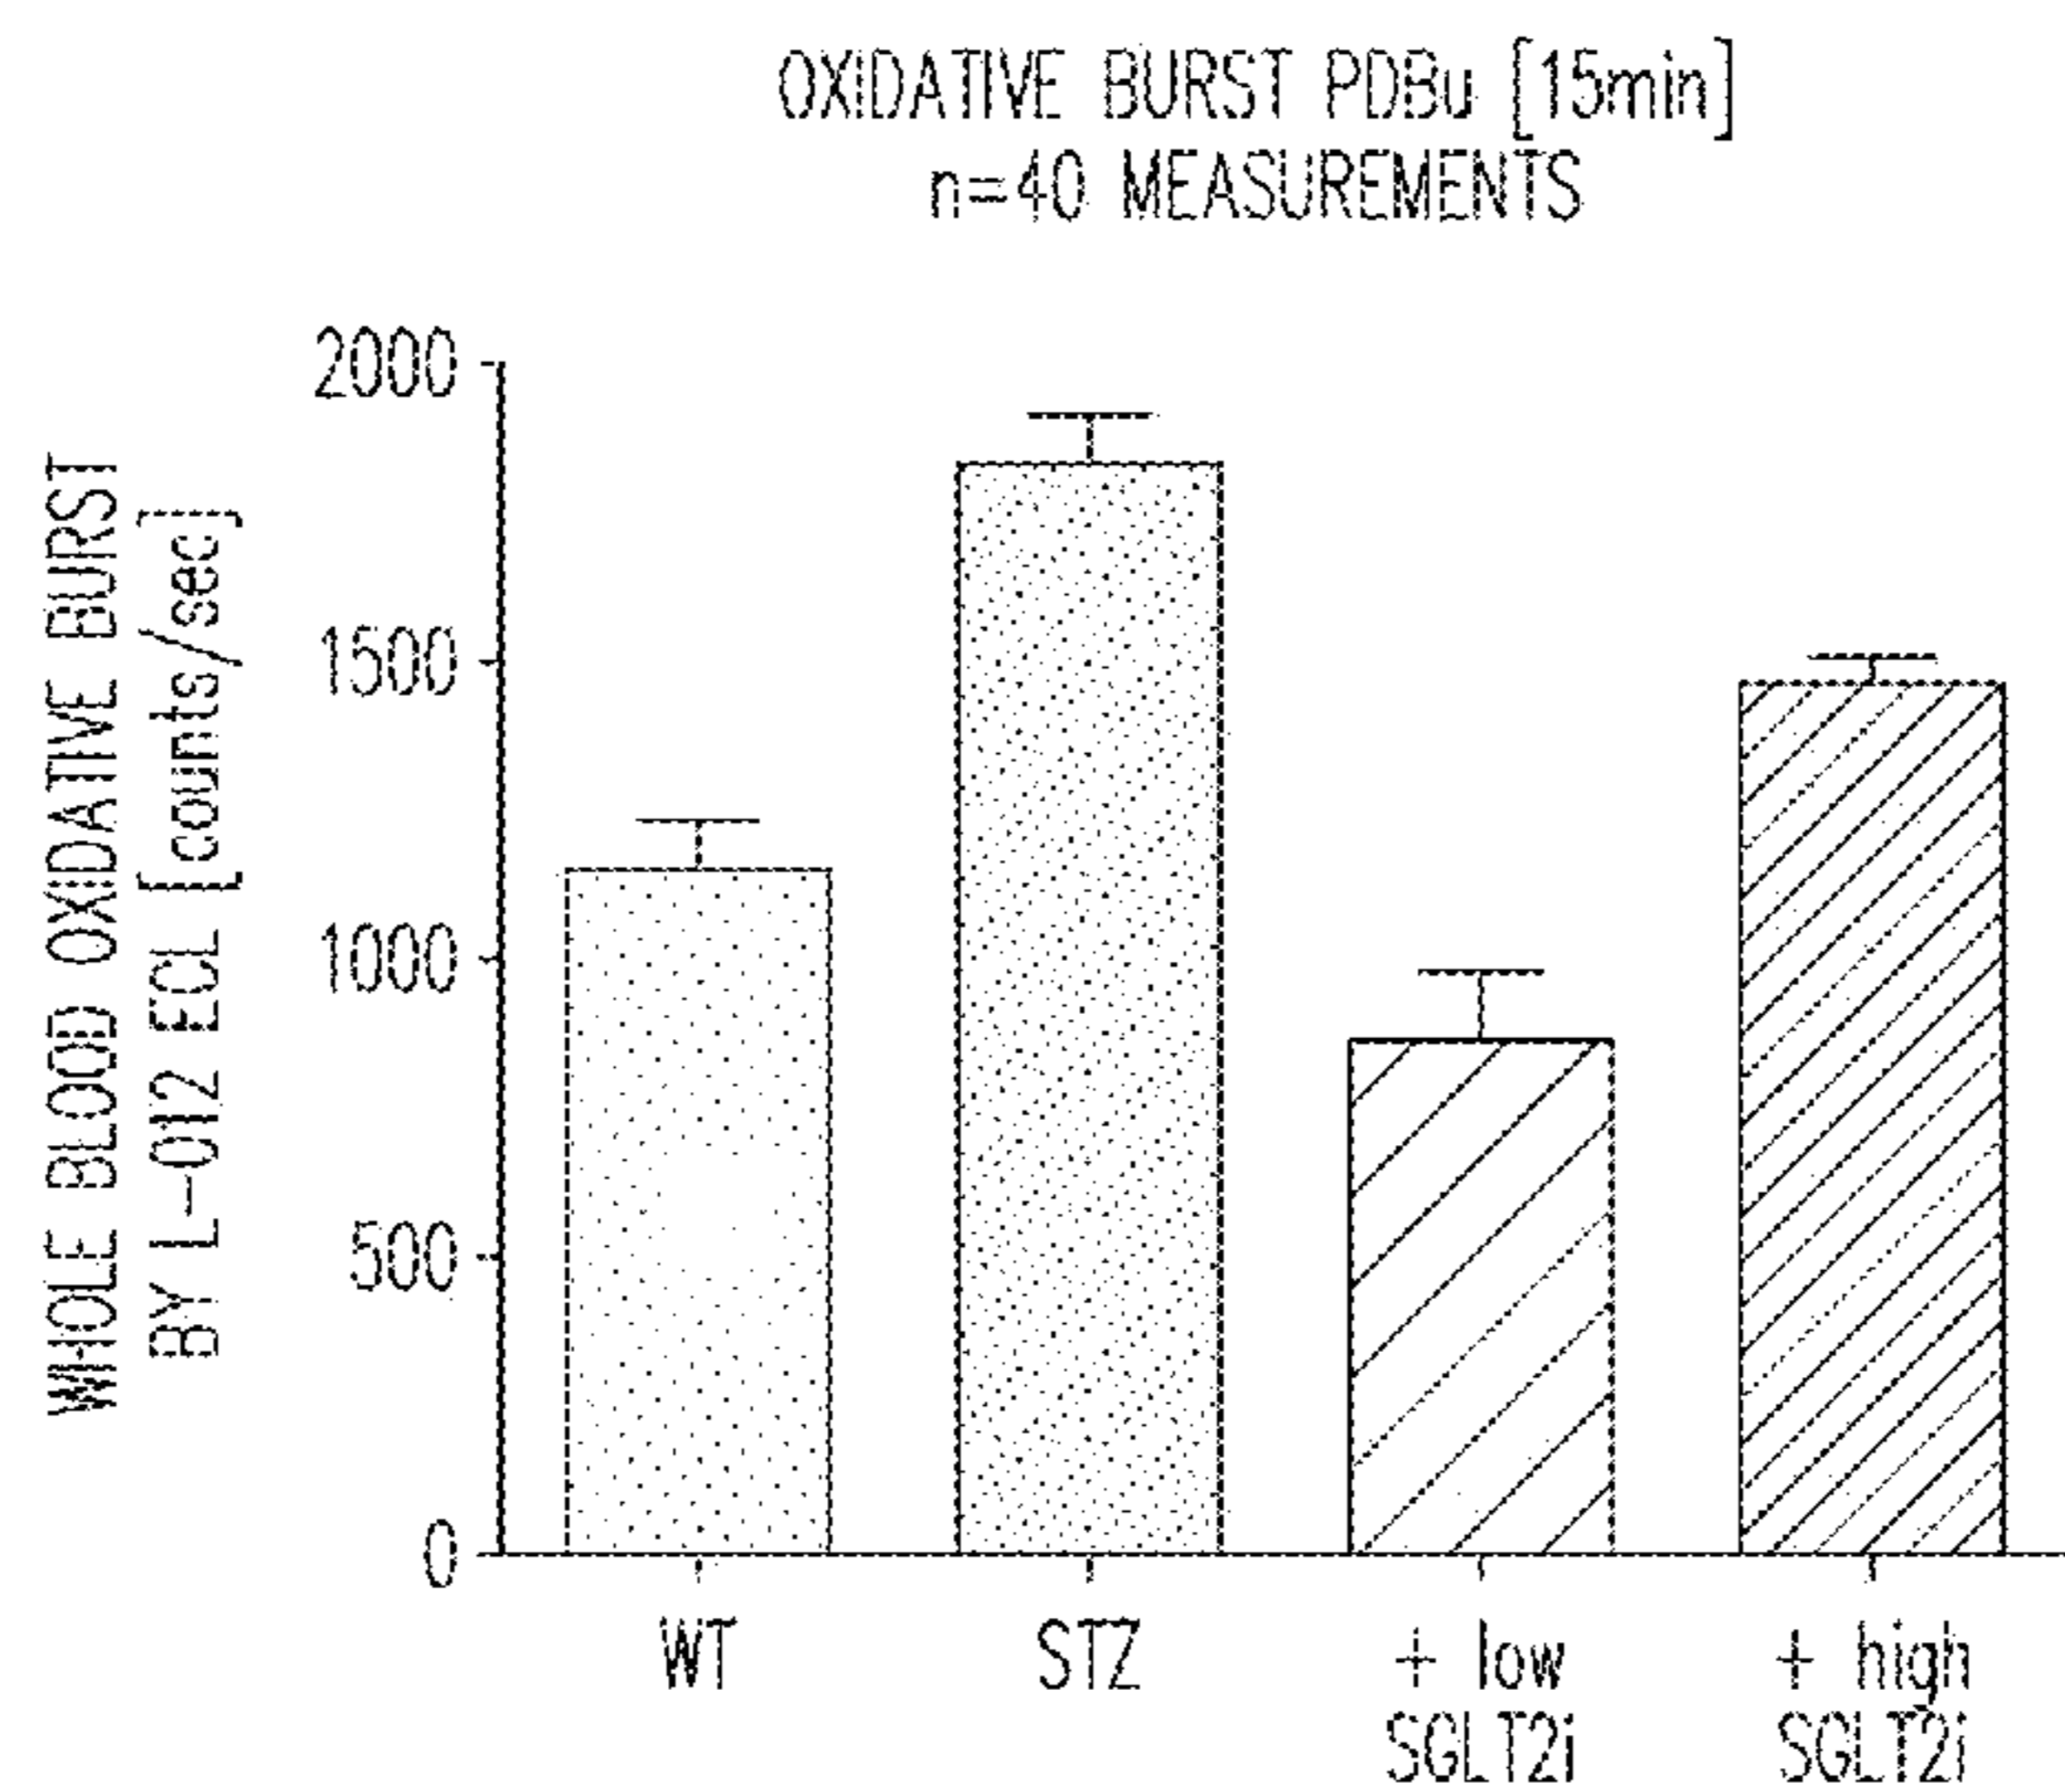 OXIDATIVE BURST PDBu [15min]
n=40 MEASUREMENTS
WHOLE BLOOD OXIDATIVE BURST
BY L-012 ECL [counts/sec]
2000
1500
1000
500
0
WT
STZ
+ low
SGLT2i
+ high
SGLT2i